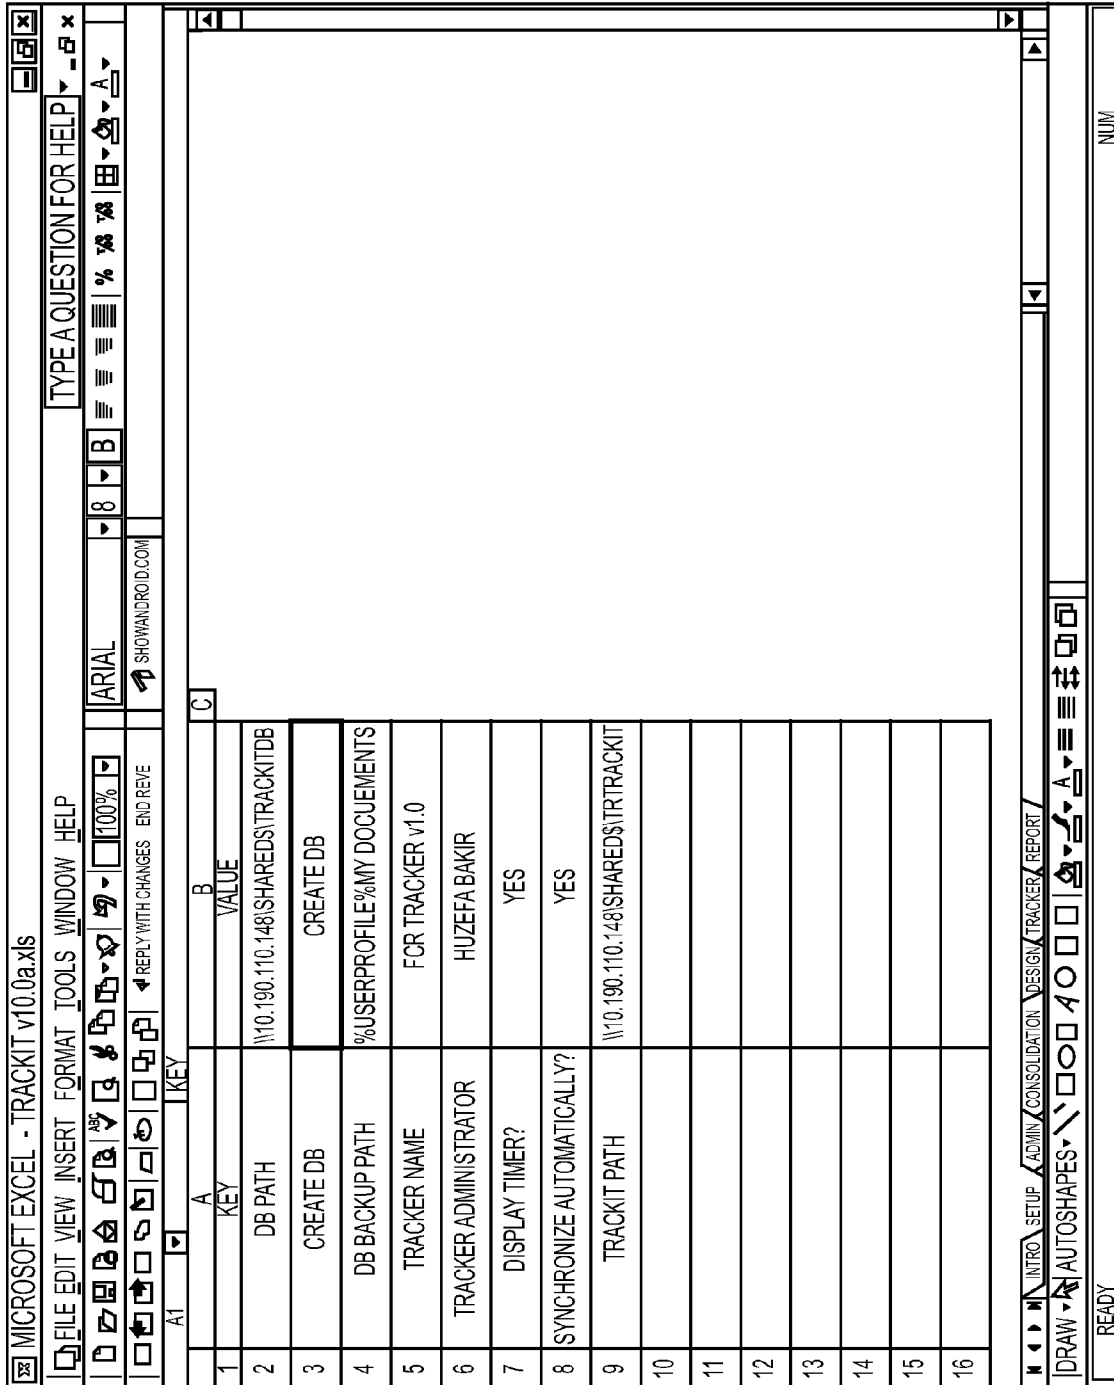 MICROSOFT EXCEL - TRACKIT v10.0a.xls
FILE EDIT VIEW INSERT FORMAT TOOLS WINDOW HELP TYPE A QUESTION FOR HELP
ABC 100% ARIAL 8 B % A
REPLY WITH CHANGES END REVE SHOWANDROID.COM
A1 KEY
A B C
1 KEY VALUE
2 DB PATH \\10.190.110.148\SHAREDS\TRACKITDB
3 CREATE DB CREATE DB
4 DB BACKUP PATH %USERPROFILE%MY DOCUEMENTS
5 TRACKER NAME FCR TRACKER v1.0
6 TRACKER ADMINISTRATOR HUZEFA BAKIR
7 DISPLAY TIMER? YES
8 SYNCHRONIZE AUTOMATICALLY? YES
9 TRACKIT PATH \\10.190.110.148\SHARED$\TRTRACKIT
10
11
12
13
14
15
16
INTRO SETUP ADMIN CONSOLIDATION DESIGN TRACKER REPORT
DRAW AUTOSHAPES A A
READY NUM